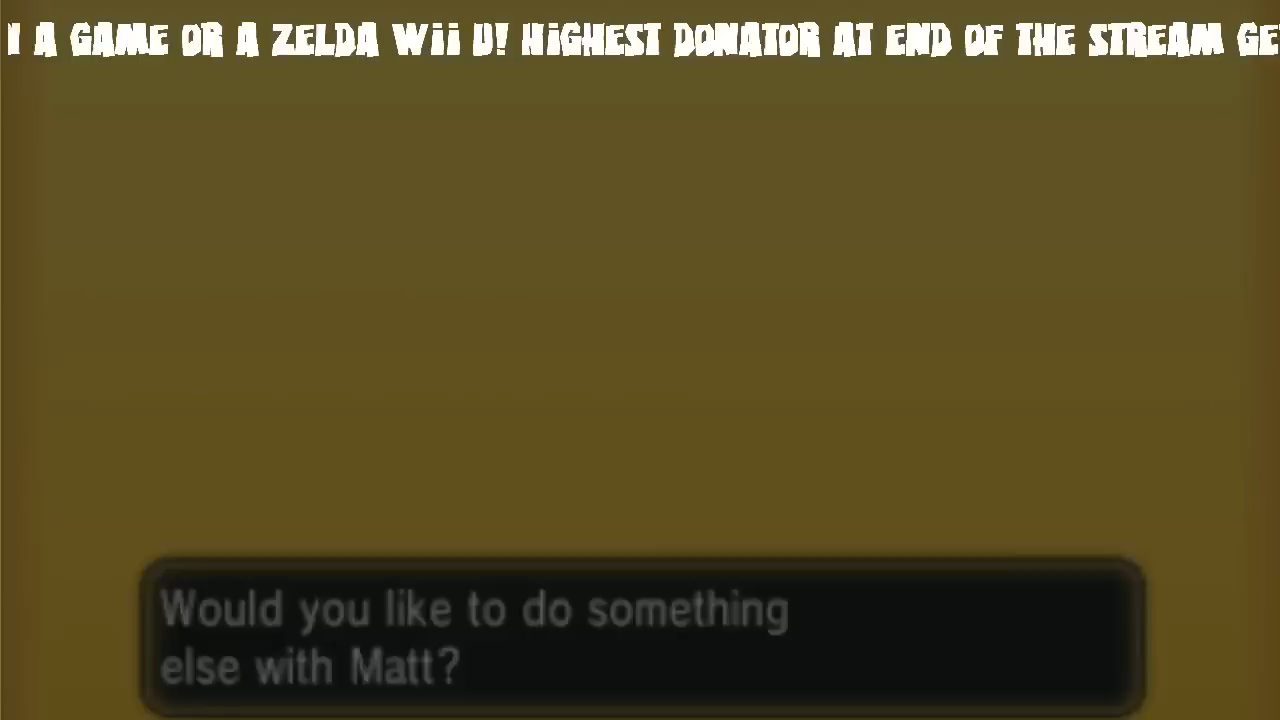 A GAME OR A ZELDA Wii U! HiGHEST DONATOR AT END OF THE STREAM
Would you like to do something
else with Matt?